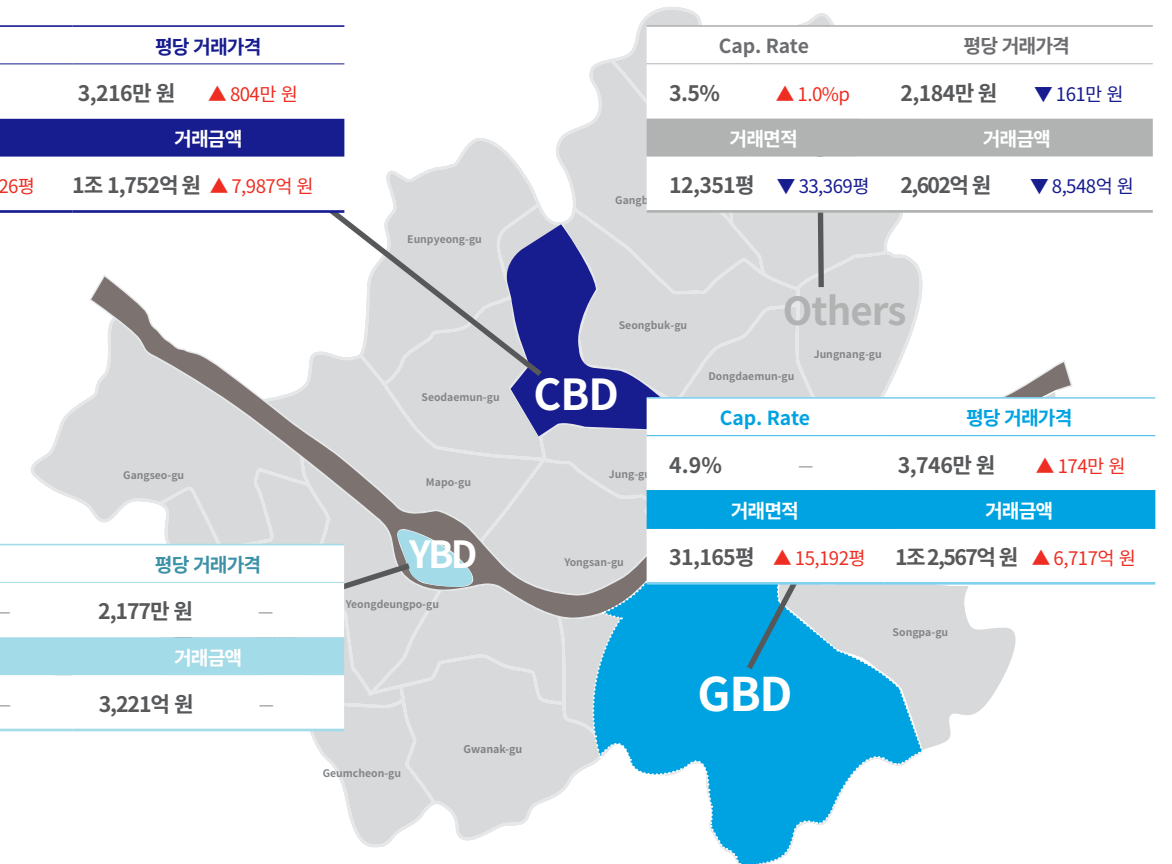 평당 거래가격
3,216만 원 ▲ 804만 원
거래금액
26평 1조 1,752억 원 ▲ 7,987억 원
Cap. Rate 평당 거래가격
3.5% ▲ 1.0%p 2,184만 원 ▼ 161만 원
거래면적 거래금액
12,351평 ▼ 33,369평 2,602억 원 ▼ 8,548억 원
Eunpyeong-gu
Others
Seongbuk-gu
Jungnang-gu
Dongdaemun-gu
Seodaemun-gu
CBD
Cap. Rate 평당 거래가격
4.9% – 3,746만 원 ▲ 174만 원
거래면적 거래금액
31,165평 ▲ 15,192평 1조 2,567억 원 ▲ 6,717억 원
Gangseo-gu
Mapo-gu
Jung-gu
YBD
Yongsan-gu
평당 거래가격
– 2,177만 원 –
거래금액
– 3,221억 원 –
Yeongdeungpo-gu
Songpa-gu
GBD
Gwanak-gu
Geumcheon-gu